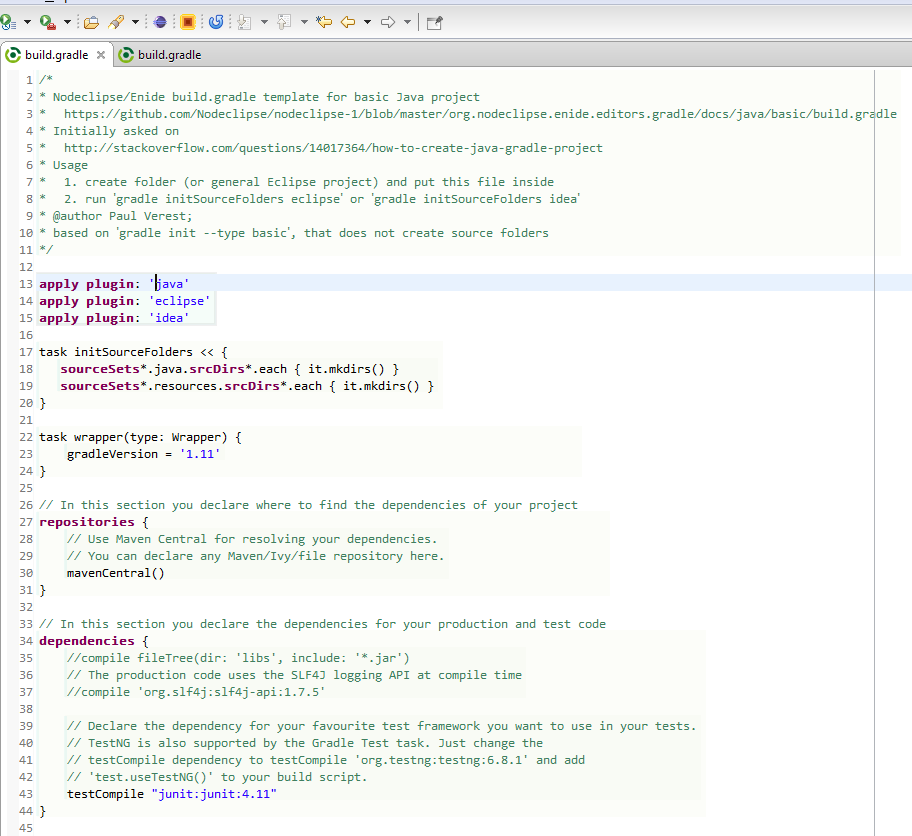 build.gradle
build.gradle
1 /*
2 * Nodeclipse/Enide build.gradle template for basic Java project
3 *   https://github.com/Nodeclipse/nodeclipse-1/blob/master/org.nodeclipse.enide.editors.gradle/docs/java/basic/build.gradle
4 * Initially asked on
5 *   http://stackoverflow.com/questions/14017364/how-to-create-java-gradle-project
6 * Usage
7 *   1. create folder (or general Eclipse project) and put this file inside
8 *   2. run 'gradle initSourceFolders eclipse' or 'gradle initSourceFolders idea'
9 * @author Paul Verest;
10 * based on 'gradle init --type basic', that does not create source folders
11 */
12
13 apply plugin: 'java'
14 apply plugin: 'eclipse'
15 apply plugin: 'idea'
16
17 task initSourceFolders << {
18    sourceSets*.java.srcDirs*.each { it.mkdirs() }
19    sourceSets*.resources.srcDirs*.each { it.mkdirs() }
20 }
21
22 task wrapper(type: Wrapper) {
23     gradleVersion = '1.11'
24 }
25
26 // In this section you declare where to find the dependencies of your project
27 repositories {
28     // Use Maven Central for resolving your dependencies.
29     // You can declare any Maven/Ivy/file repository here.
30     mavenCentral()
31 }
32
33 // In this section you declare the dependencies for your production and test code
34 dependencies {
35     //compile fileTree(dir: 'libs', include: '*.jar')
36     // The production code uses the SLF4J logging API at compile time
37     //compile 'org.slf4j:slf4j-api:1.7.5'
38
39     // Declare the dependency for your favourite test framework you want to use in your tests.
40     // TestNG is also supported by the Gradle Test task. Just change the
41     // testCompile dependency to testCompile 'org.testng:testng:6.8.1' and add
42     // 'test.useTestNG()' to your build script.
43     testCompile "junit:junit:4.11"
44 }
45